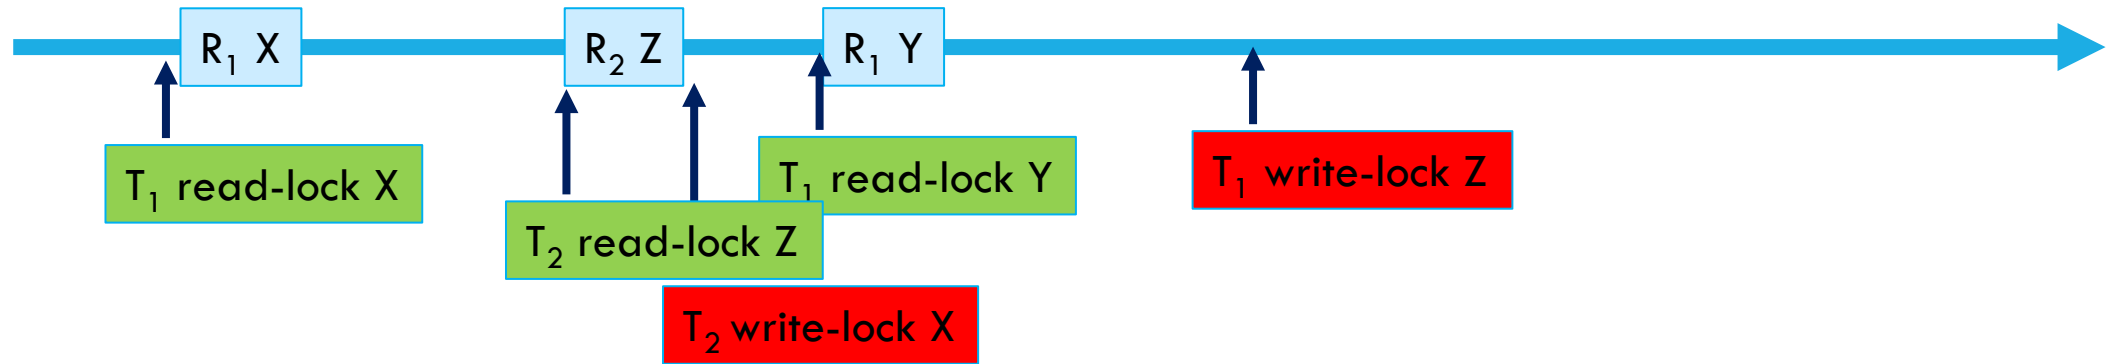 R₁ X
R₂ Z
R₁ Y
T₁ read-lock X
T₂ read-lock Z
T₂ write-lock X
T₁ read-lock Y
T₁ write-lock Z